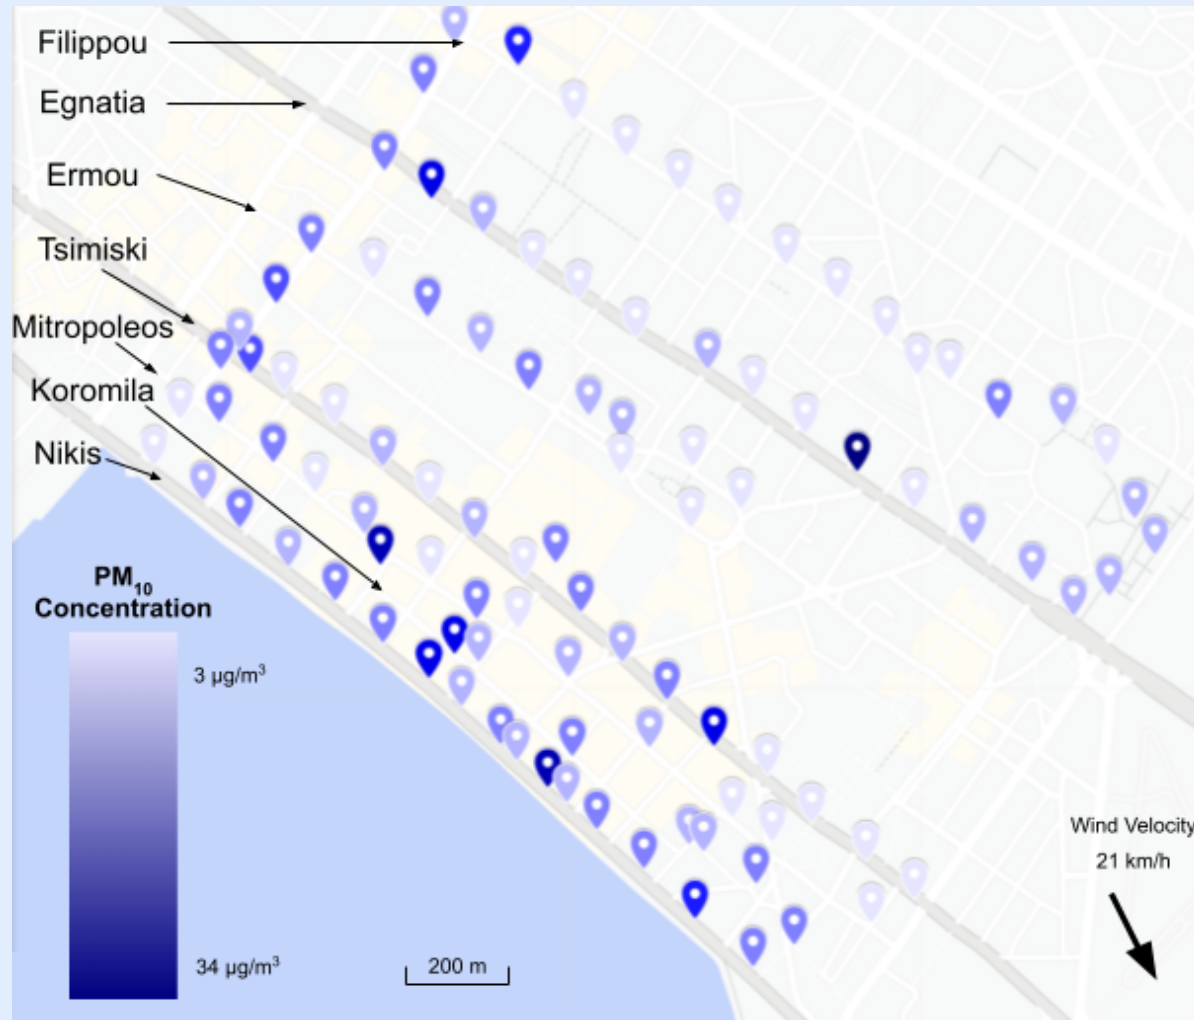 Filippou
Egnatia
Ermou
Tsimiski
Mitropoleos
Koromila
Nikis
PM₁₀
Concentration
3 μg/m³
34 μg/m³
200 m
Wind Velocity
21 km/h